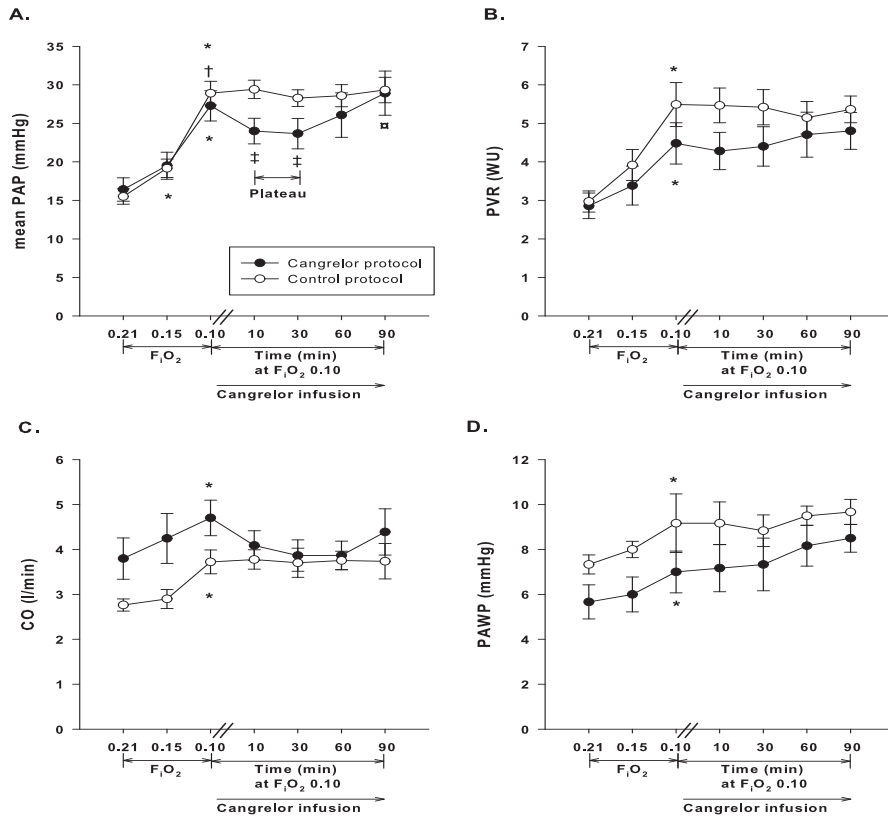 A.
35
30
25
20
15
10
5
0
mean PAP (mmHg)
*
†
*
*
‡
‡
¤
Plateau
Cangrelor protocol
Control protocol
0.21 0.15 0.10 10 30 60 90
FiO2
Time (min)
at FiO2 0.10
Cangrelor infusion
B.
7
6
5
4
3
2
1
0
PVR (WU)
*
*
0.21 0.15 0.10 10 30 60 90
FiO2
Time (min)
at FiO2 0.10
Cangrelor infusion
C.
6
5
4
3
2
1
0
CO (l/min)
*
*
0.21 0.15 0.10 10 30 60 90
FiO2
Time (min)
at FiO2 0.10
Cangrelor infusion
D.
12
10
8
6
4
2
0
PAWP (mmHg)
*
*
0.21 0.15 0.10 10 30 60 90
FiO2
Time (min)
at FiO2 0.10
Cangrelor infusion